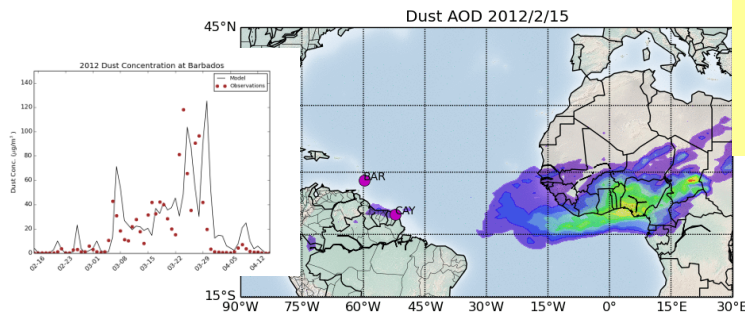 Dust AOD 2012/2/15
45°N
15°S
90°W
75°W
60°W
45°W
30°W
15°W
0°
15°E
30°E
BAR
CAY
2012 Dust Concentration at Barbados
Model
Observations
Dust Conc. (μg/m³)
140
120
100
80
60
40
20
0
02-16
02-23
03-01
03-08
03-15
03-22
03-29
04-05
04-12